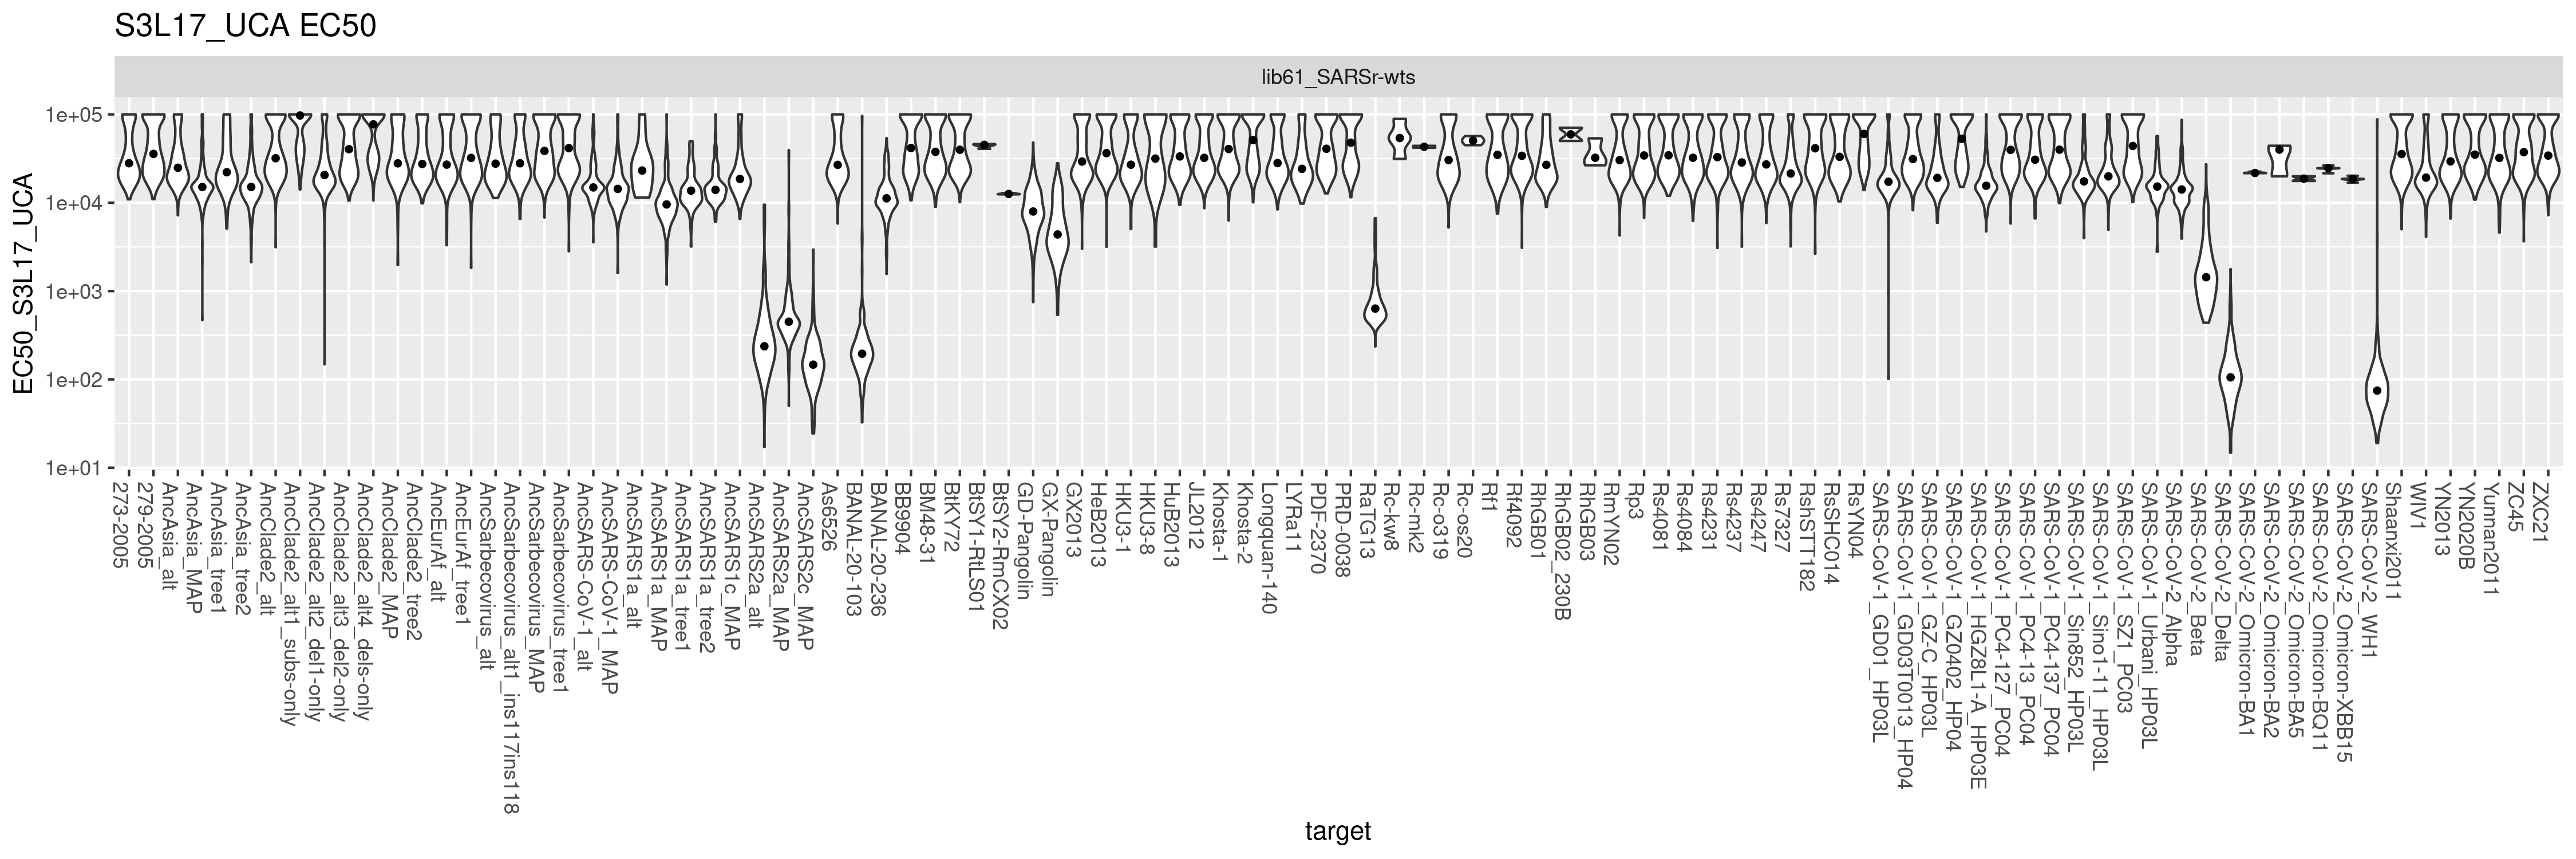 S3L17_UCA EC50
lib61_SARSr-wts
EC50_S3L17_UCA
1e+05
1e+04
1e+03
1e+02
1e+01
273-2005
279-2005
AncAsia_alt
AncAsia_MAP
AncAsia_tree1
AncAsia_tree2
AncClade2_alt
AncClade2_alt1_subs-only
AncClade2_alt2_del1-only
AncClade2_alt3_del2-only
AncClade2_alt4_dels-only
AncClade2_MAP
AncClade2_tree2
AncEurAf_alt
AncEurAf_tree1
AncSarbecovirus_alt
AncSarbecovirus_alt1_ins117ins118
AncSarbecovirus_MAP
AncSarbecovirus_tree1
AncSARS-CoV-1_alt
AncSARS-CoV-1_MAP
AncSARS1a_alt
AncSARS1a_MAP
AncSARS1a_tree1
AncSARS1a_tree2
AncSARS1c_MAP
AncSARS2a_alt
AncSARS2a_MAP
AncSARS2c_MAP
As6526
BANAL-20-103
BANAL-20-236
BB9904
BM48-31
BtKY72
BtSY1-RtLS01
BtSY2-RmCX02
GD-Pangolin
GX-Pangolin
GX2013
HeB2013
HKU3-1
HKU3-8
HuB2013
JL2012
Khosta-1
Khosta-2
Longquan-140
LYRa11
PDF-2370
PRD-0038
RaTG13
Rc-kw8
Rc-mk2
Rc-o319
Rc-os20
Rf1
Rf4092
RhGB01
RhGB02_230B
RhGB03
RmYN02
Rp3
Rs4081
Rs4084
Rs4231
Rs4237
Rs4247
Rs7327
RshSTT182
RsSHC014
RsYN04
SARS-CoV-1_GD01_HP03L
SARS-CoV-1_GD03T0013_HP04
SARS-CoV-1_GZ-C_HP03L
SARS-CoV-1_GZ0402_HP04
SARS-CoV-1_HGZ8L1-A_HP03E
SARS-CoV-1_PC4-127_PC04
SARS-CoV-1_PC4-13_PC04
SARS-CoV-1_PC4-137_PC04
SARS-CoV-1_Sin852_HP03L
SARS-CoV-1_Sino1-11_HP03L
SARS-CoV-1_SZ1_PC03
SARS-CoV-1_Urbani_HP03L
SARS-CoV-2_Alpha
SARS-CoV-2_Beta
SARS-CoV-2_Delta
SARS-CoV-2_Omicron-BA1
SARS-CoV-2_Omicron-BA2
SARS-CoV-2_Omicron-BA5
SARS-CoV-2_Omicron-BQ11
SARS-CoV-2_Omicron-XBB15
SARS-CoV-2_WH1
Shaanxi2011
WIV1
YN2013
YN2020B
Yunnan2011
ZC45
ZXC21
target